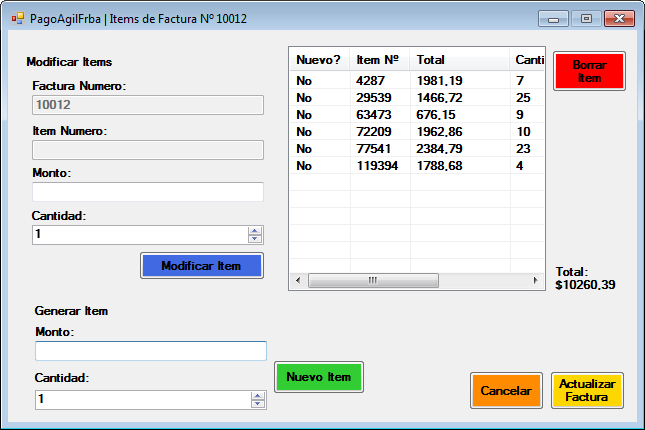 PagoAgilFrba | Items de Factura Nº 10012
Modificar Items
Factura Numero:
10012
Item Numero:
Monto:
Cantidad:
1
Modificar Item
Nuevo? Item Nº Total Canti
No 4287 1981,19 7
No 29539 1466,72 25
No 63473 676,15 9
No 72209 1962,86 10
No 77541 2384,79 23
No 119394 1788,68 4
Borrar
Item
Total:
$10260,39
Generar Item
Monto:
Cantidad:
1
Nuevo Item
Cancelar
Actualizar
Factura